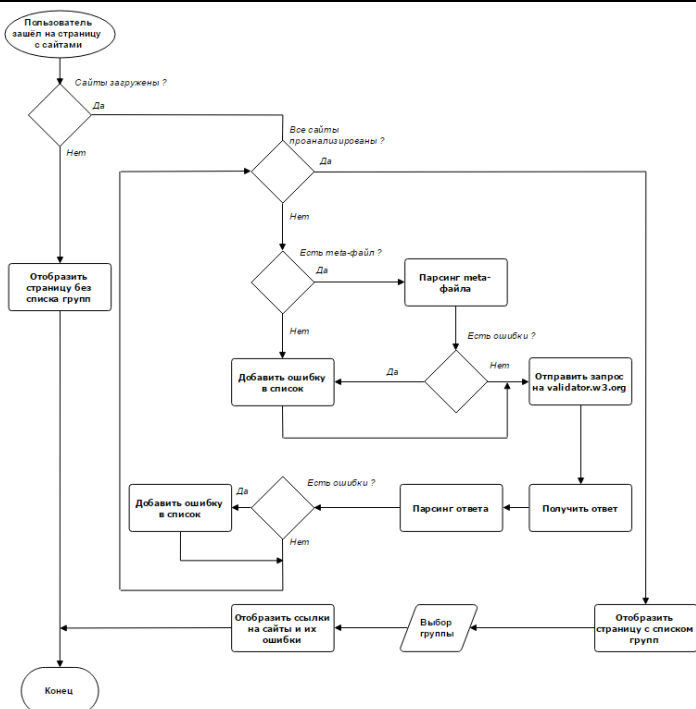 Пользователь
зашёл на страницу
с сайтами
Сайты загружены ?
Да
Нет
Все сайты
проанализированы ?
Да
Нет
Есть meta-файл ?
Да
Нет
Парсинг meta-
файла
Отобразить
страницу без
списка групп
Есть ошибки ?
Да
Нет
Добавить ошибку
в список
Отправить запрос
на validator.w3.org
Есть ошибки ?
Да
Нет
Добавить ошибку
в список
Парсинг ответа
Получить ответ
Отобразить ссылки
на сайты и их
ошибки
Выбор
группы
Отобразить
страницу с списком
групп
Конец